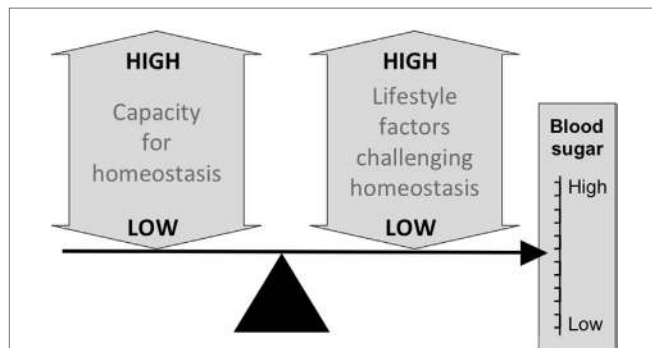 HIGH
Capacity
for
homeostasis
LOW
HIGH
Lifestyle
factors
challenging
homeostasis
LOW
Blood
sugar
High
Low